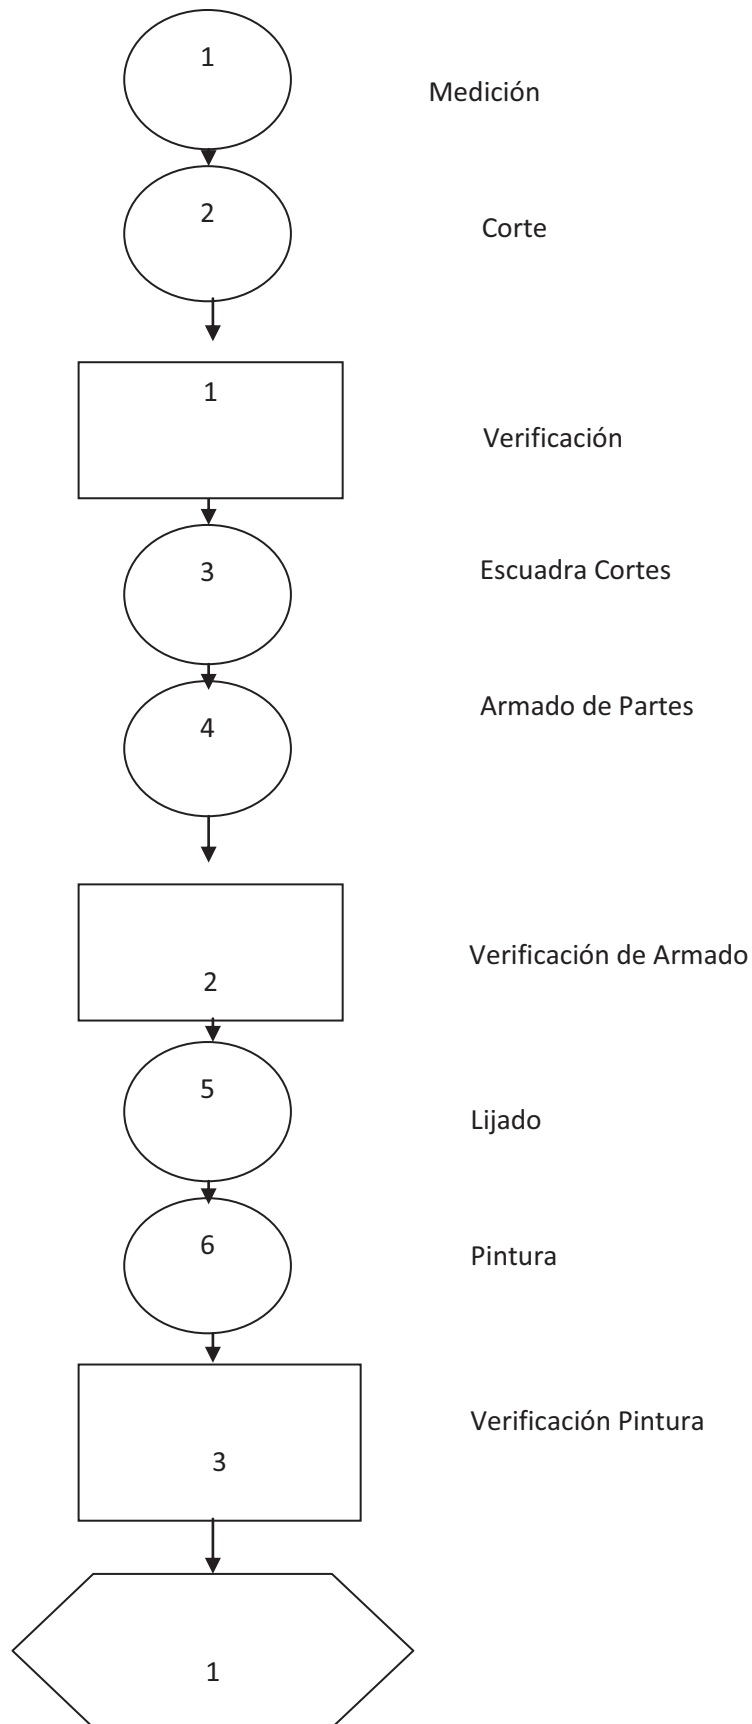 1
Medición
2
Corte
1
Verificación
3
Escuadra Cortes
4
Armado de Partes
2
Verificación de Armado
5
Lijado
6
Pintura
3
Verificación Pintura
1